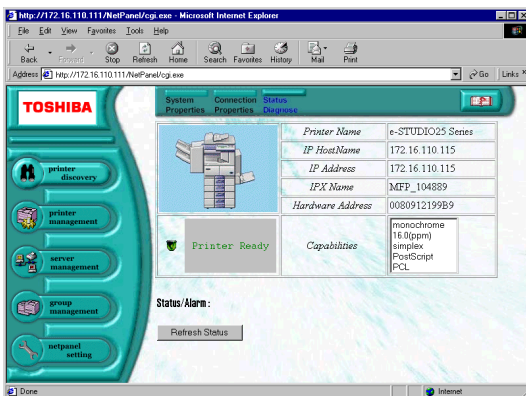 http://172.16.110.111/NetPanel/cgi.exe - Microsoft Internet Explorer
File Edit View Favorites Tools Help
Back Forward Stop Refresh Home Search Favorites History Mail Print
Address http://172.16.110.111/NetPanel/cgi.exe Go Links »
TOSHIBA
System Properties
Connection Properties
Status Diagnose
printer discovery
printer management
server management
group management
netpanel setting
Printer Name e-STUDIO25 Series
IP HostName 172.16.110.115
IP Address 172.16.110.115
IPX Name MFP_104889
Hardware Address 0080912199B9
Printer Ready
Capabilities
monochrome
16.0(ppm)
simplex
PostScript
PCL
Status/Alarm :
Refresh Status
Done Internet